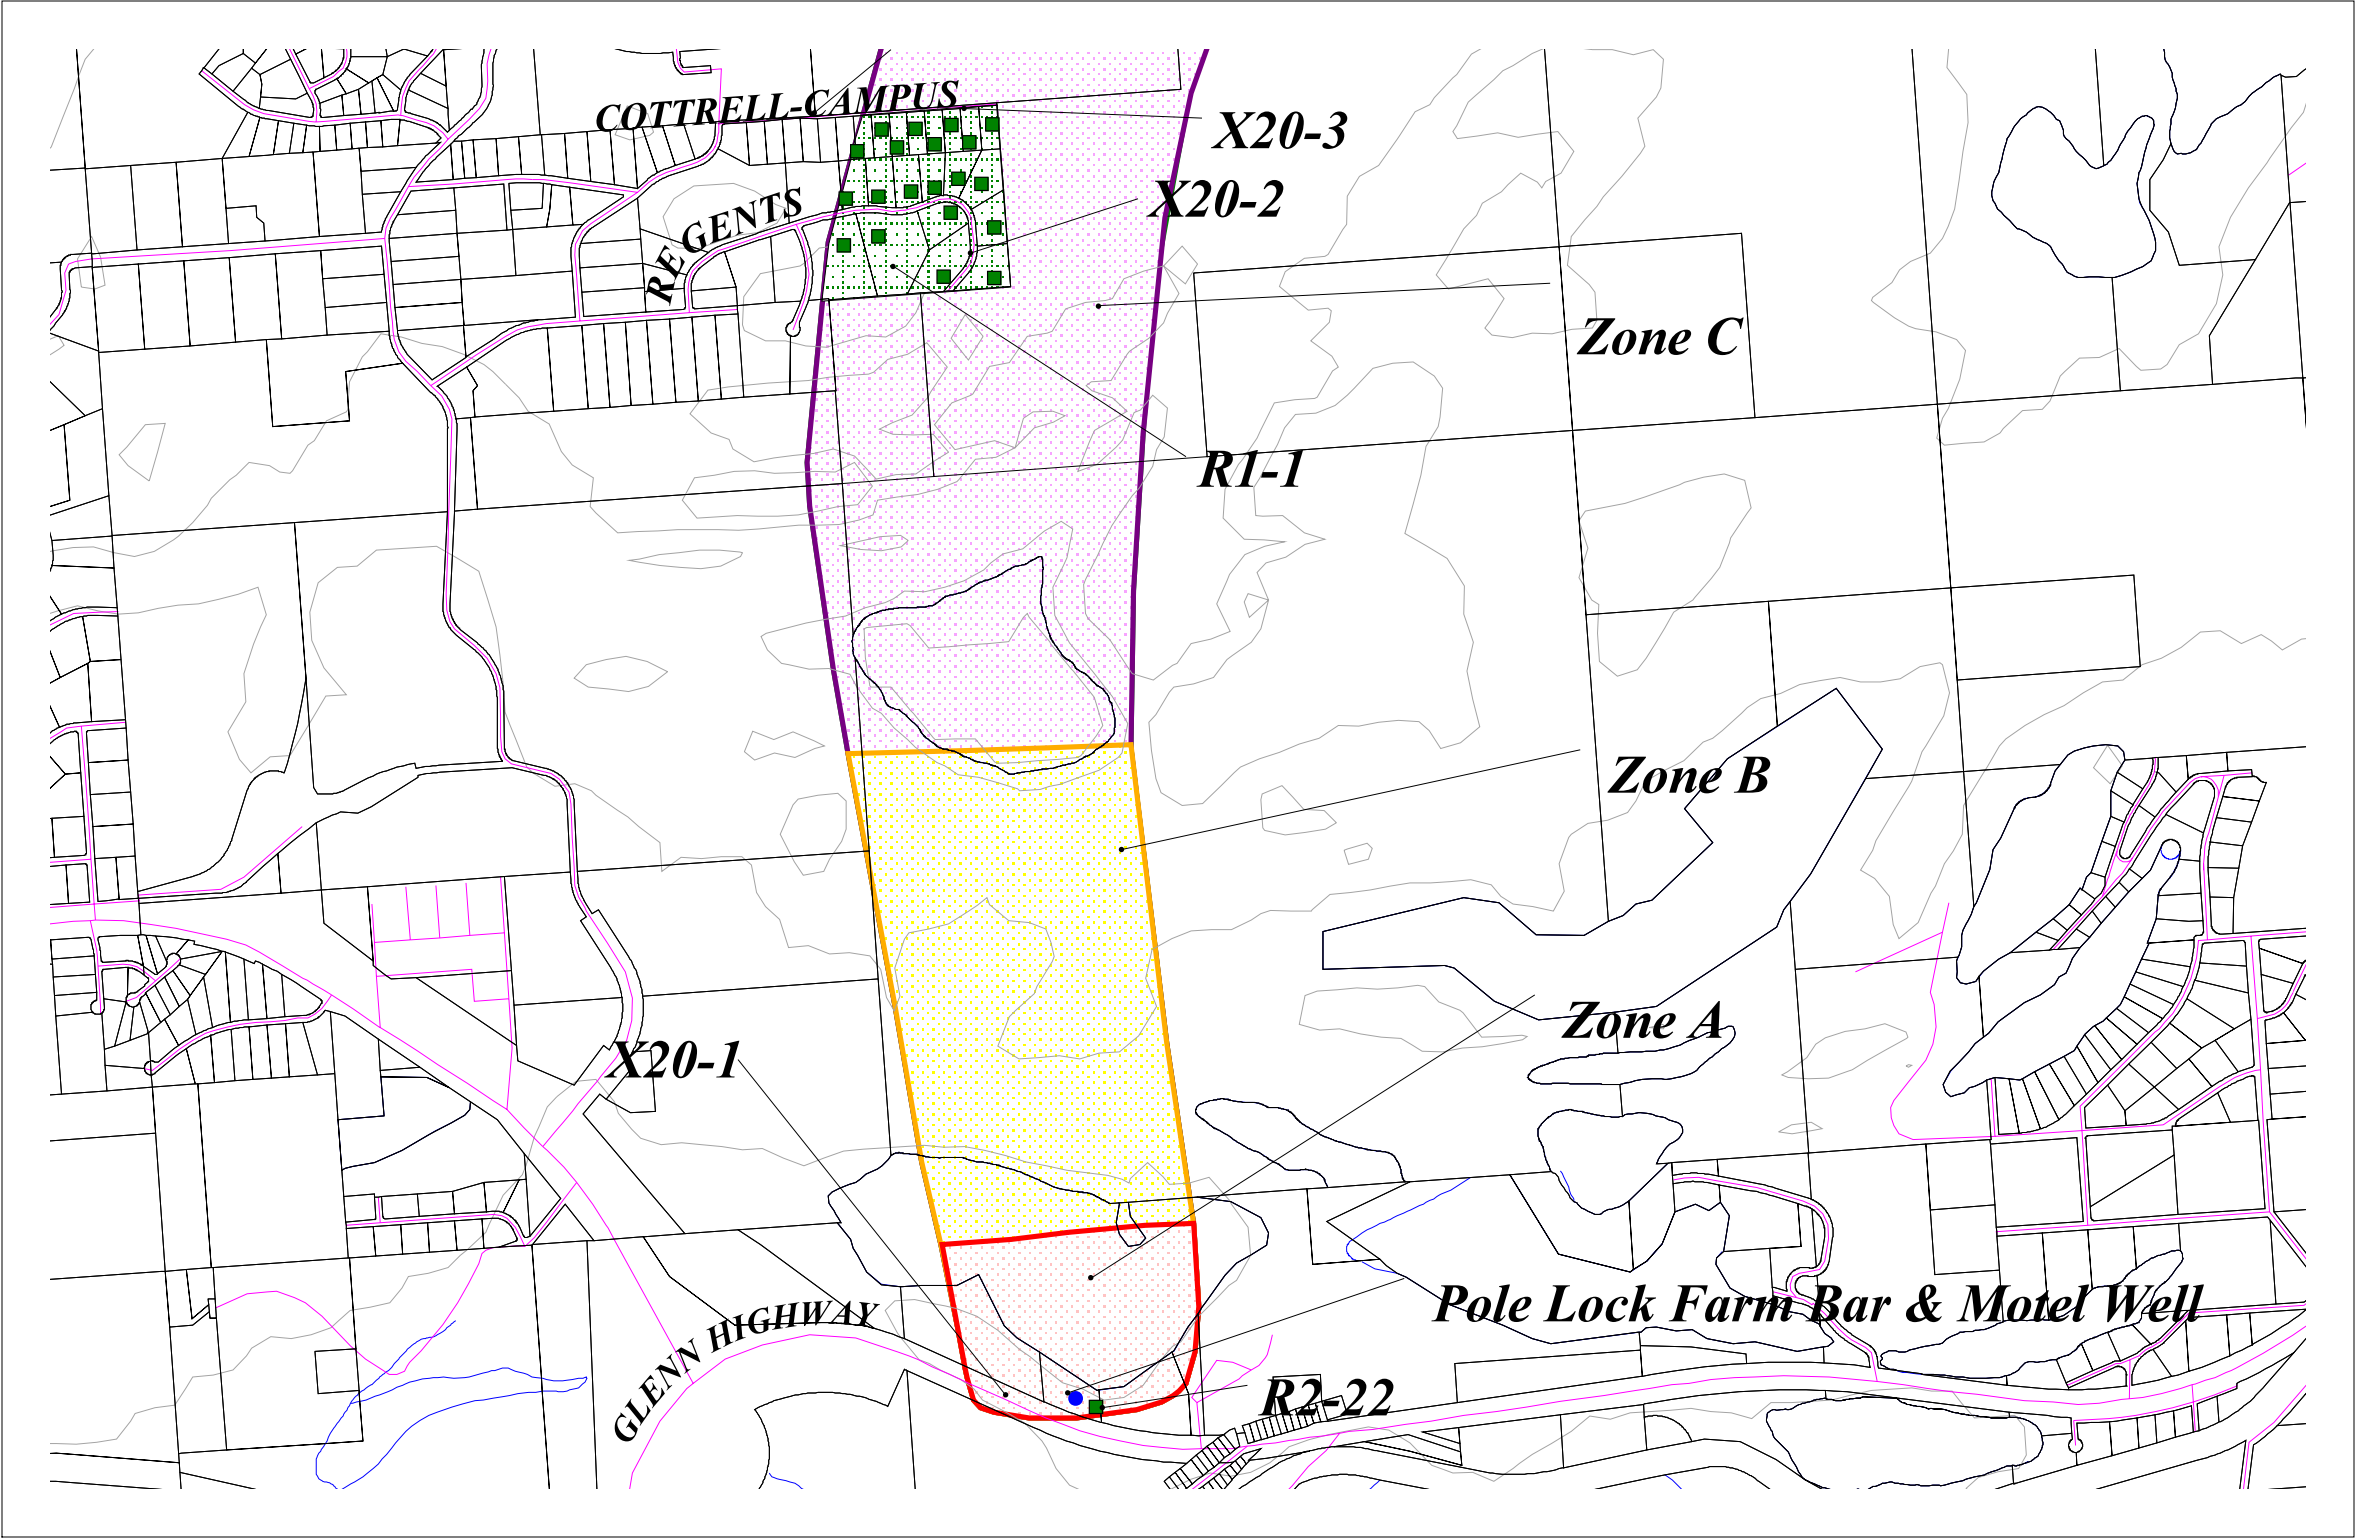 COTTRELL-CAMPUS
X20-3
X20-2
REGENTS
Zone C
R1-1
Zone B
Zone A
X20-1
Pole Lock Farm Bar & Motel Well
GLENN HIGHWAY
R2-22